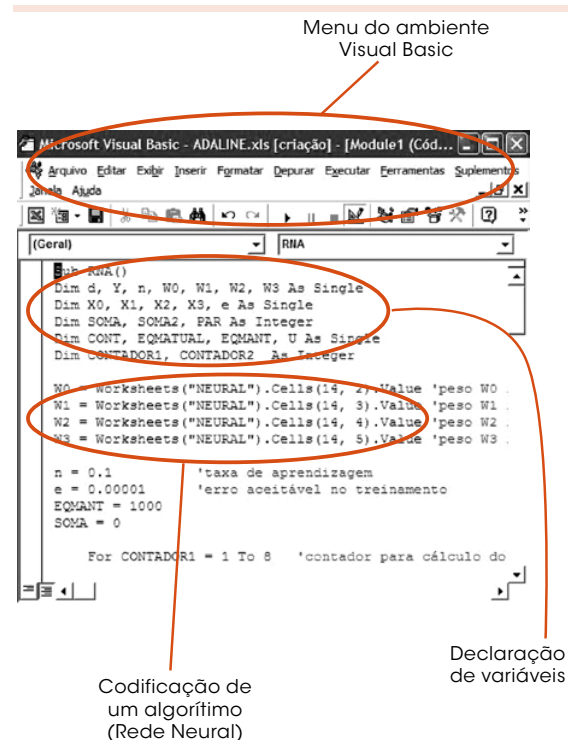 Menu do ambiente
Visual Basic
Microsoft Visual Basic - ADALINE.xls [criação] - [Module1 (Cód...
Arquivo Editar Exibir Inserir Formatar Depurar Executar Ferramentas Suplementos
Janela Ajuda
(Geral) RNA
Sub RNA()
Dim d, Y, n, W0, W1, W2, W3 As Single
Dim X0, X1, X2, X3, e As Single
Dim SOMA, SOMA2, PAR As Integer
Dim CONT, EQMATUAL, EQMANT, U As Single
Dim CONTADOR1, CONTADOR2 As Integer
W0 = Worksheets("NEURAL").Cells(14, 2).Value 'peso W0 .
W1 = Worksheets("NEURAL").Cells(14, 3).Value 'peso W1 .
W2 = Worksheets("NEURAL").Cells(14, 4).Value 'peso W2 .
W3 = Worksheets("NEURAL").Cells(14, 5).Value 'peso W3 .
n = 0.1 'taxa de aprendizagem
e = 0.00001 'erro aceitável no treinamento
EQMANT = 1000
SOMA = 0
For CONTADOR1 = 1 To 8 'contador para cálculo do
Declaração
de variáveis
Codificação de
um algorítimo
(Rede Neural)